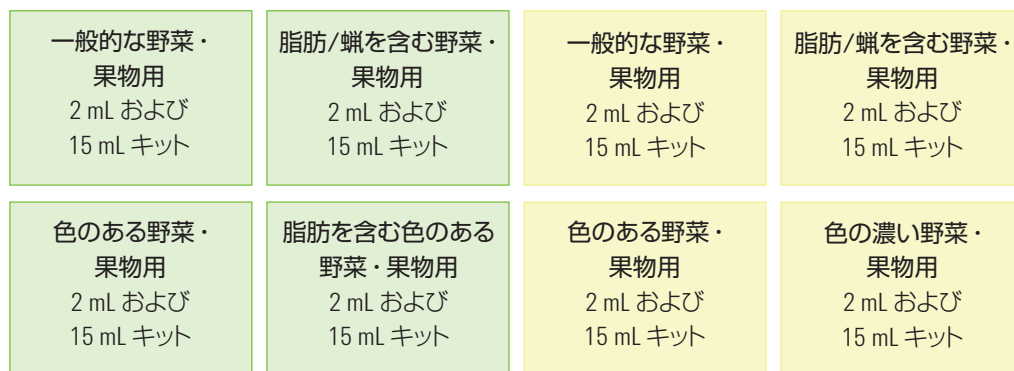 一般的な野菜・
果物用
2 mL および
15 mL キット
脂肪/蝋を含む野菜・
果物用
2 mL および
15 mL キット
一般的な野菜・
果物用
2 mL および
15 mL キット
脂肪/蝋を含む野菜・
果物用
2 mL および
15 mL キット
色のある野菜・
果物用
2 mL および
15 mL キット
脂肪を含む色のある
野菜・果物用
2 mL および
15 mL キット
色のある野菜・
果物用
2 mL および
15 mL キット
色の濃い野菜・
果物用
2 mL および
15 mL キット